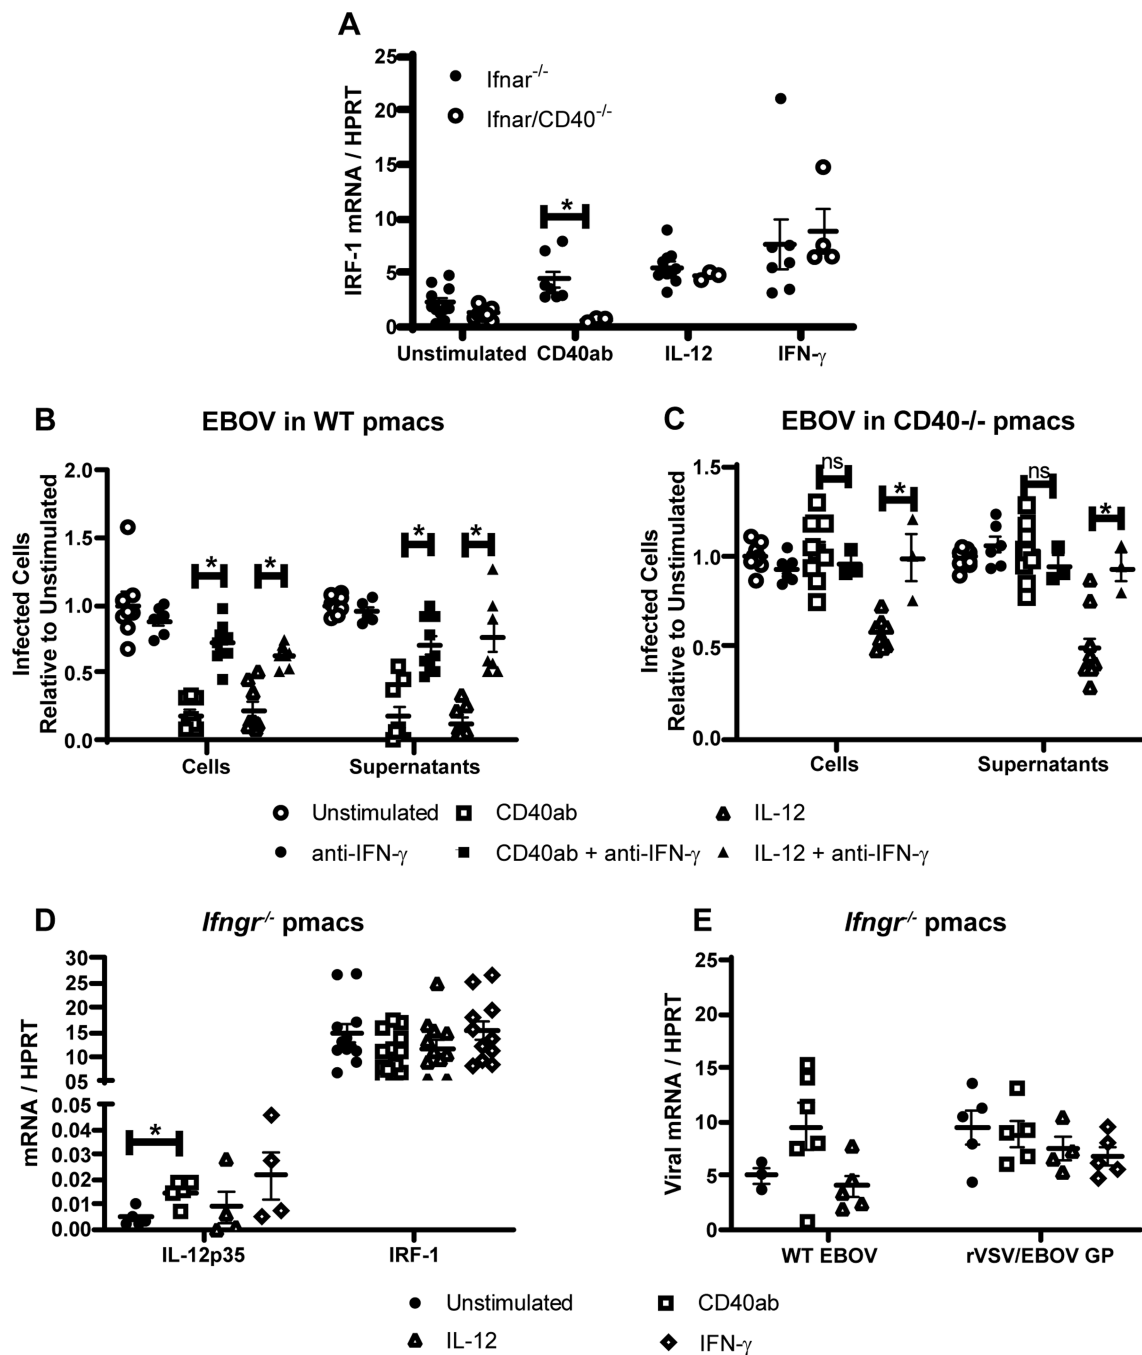 A
IRF-1 mRNA / HPRT
25
20
15
10
5
0
Ifnar-/-
Ifnar/CD40-/-
*
Unstimulated CD40ab IL-12 IFN-γ
B
EBOV in WT pmacs
Infected Cells
Relative to Unstimulated
2.0
1.5
1.0
0.5
0.0
* * * *
Cells Supernatants
C
EBOV in CD40-/- pmacs
Infected Cells
Relative to Unstimulated
1.5
1.0
0.5
0.0
ns * ns *
Cells Supernatants
Unstimulated CD40ab IL-12
anti-IFN-γ CD40ab + anti-IFN-γ IL-12 + anti-IFN-γ
D
Ifngr-/- pmacs
mRNA / HPRT
30
25
20
15
10
05
0.05
0.04
0.03
0.02
0.01
0.00
*
IL-12p35 IRF-1
E
Ifngr-/- pmacs
Viral mRNA / HPRT
25
20
15
10
5
0
WT EBOV rVSV/EBOV GP
Unstimulated CD40ab
IL-12 IFN-γ